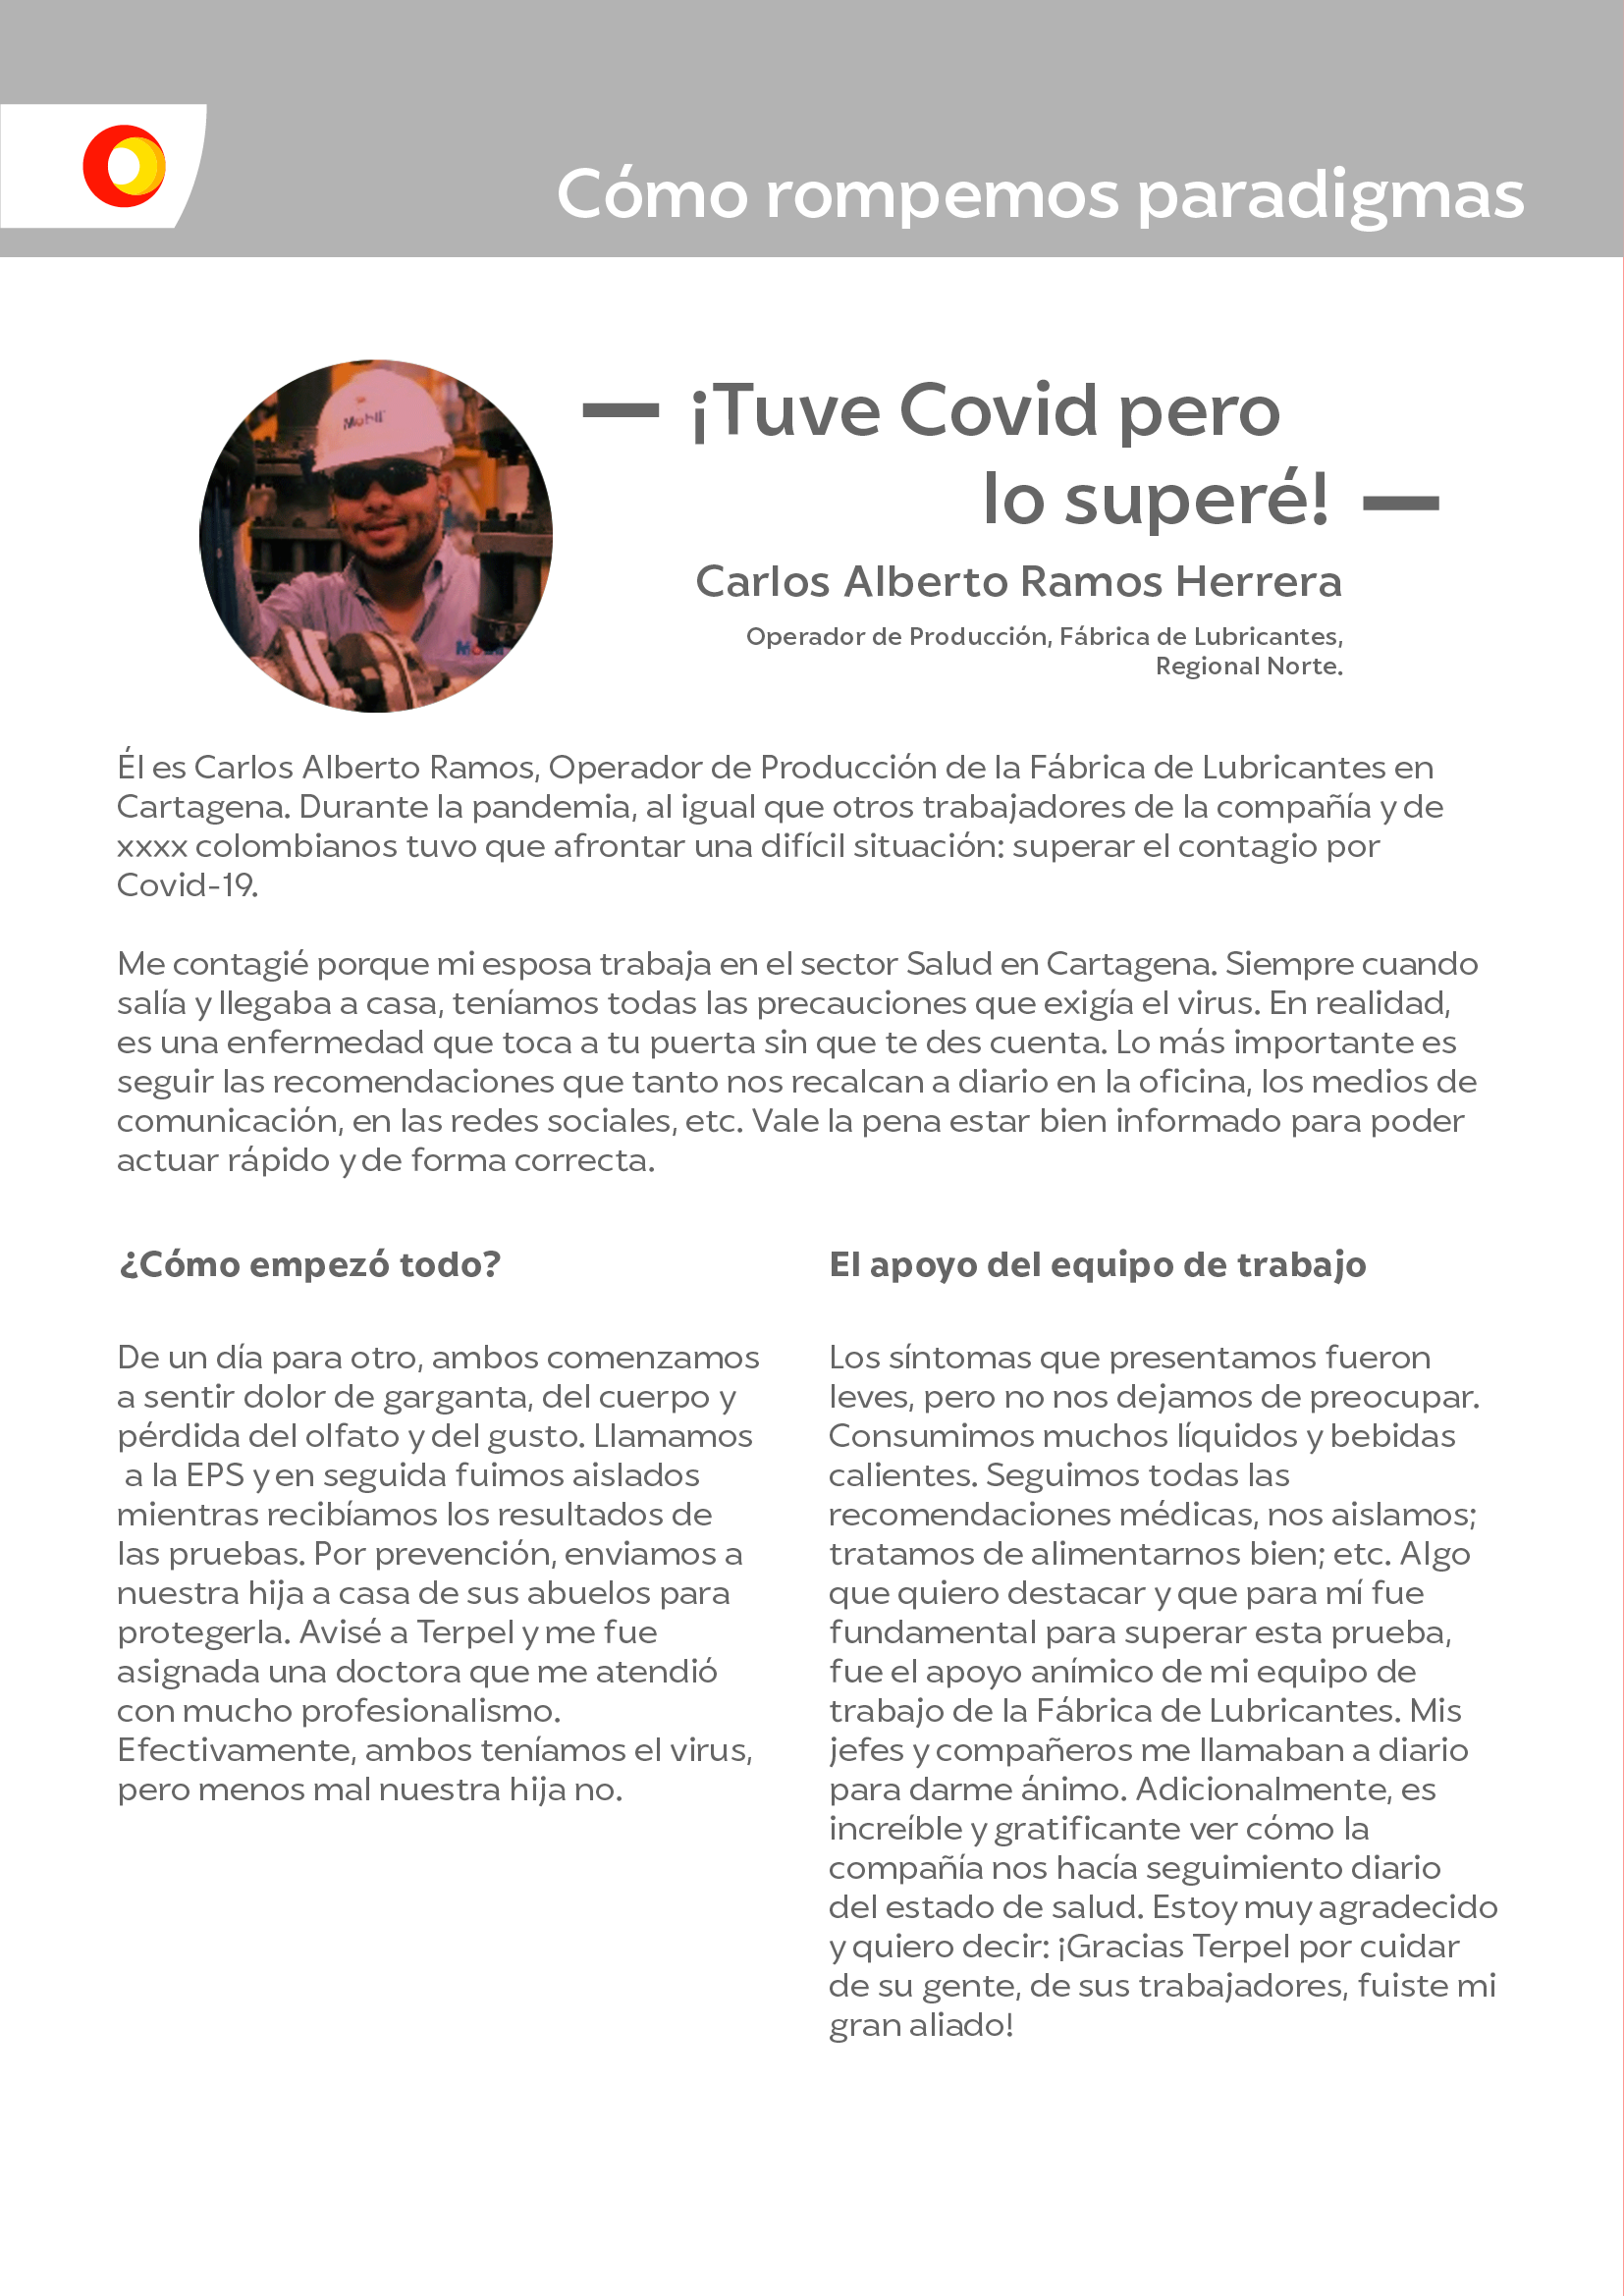 Cómo rompemos paradigmas
¡Tuve Covid pero
lo superé!
Carlos Alberto Ramos Herrera
Operador de Producción, Fábrica de Lubricantes,
Regional Norte.
Mobil
Mobil
Él es Carlos Alberto Ramos, Operador de Producción de la Fábrica de Lubricantes en
Cartagena. Durante la pandemia, al igual que otros trabajadores de la compañía y de
xxxx colombianos tuvo que afrontar una difícil situación: superar el contagio por
Covid-19.
Me contagié porque mi esposa trabaja en el sector Salud en Cartagena. Siempre cuando
salía y llegaba a casa, teníamos todas las precauciones que exigía el virus. En realidad,
es una enfermedad que toca a tu puerta sin que te des cuenta. Lo más importante es
seguir las recomendaciones que tanto nos recalcan a diario en la oficina, los medios de
comunicación, en las redes sociales, etc. Vale la pena estar bien informado para poder
actuar rápido y de forma correcta.
¿Cómo empezó todo?
De un día para otro, ambos comenzamos
a sentir dolor de garganta, del cuerpo y
pérdida del olfato y del gusto. Llamamos
a la EPS y en seguida fuimos aislados
mientras recibíamos los resultados de
las pruebas. Por prevención, enviamos a
nuestra hija a casa de sus abuelos para
protegerla. Avisé a Terpel y me fue
asignada una doctora que me atendió
con mucho profesionalismo.
Efectivamente, ambos teníamos el virus,
pero menos mal nuestra hija no.
El apoyo del equipo de trabajo
Los síntomas que presentamos fueron
leves, pero no nos dejamos de preocupar.
Consumimos muchos líquidos y bebidas
calientes. Seguimos todas las
recomendaciones médicas, nos aislamos;
tratamos de alimentarnos bien; etc. Algo
que quiero destacar y que para mí fue
fundamental para superar esta prueba,
fue el apoyo anímico de mi equipo de
trabajo de la Fábrica de Lubricantes. Mis
jefes y compañeros me llamaban a diario
para darme ánimo. Adicionalmente, es
increíble y gratificante ver cómo la
compañía nos hacía seguimiento diario
del estado de salud. Estoy muy agradecido
y quiero decir: ¡Gracias Terpel por cuidar
de su gente, de sus trabajadores, fuiste mi
gran aliado!